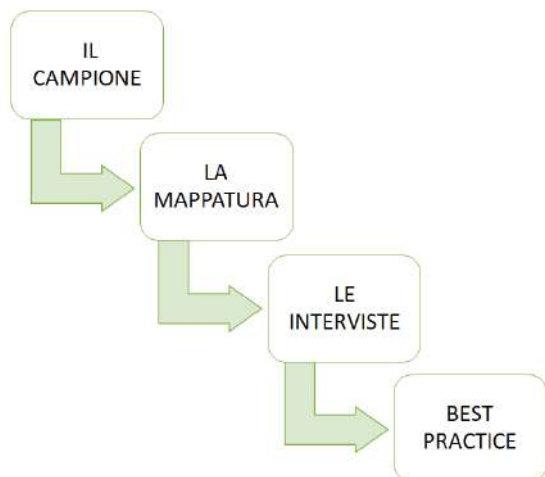 IL
CAMPIONE
LA
MAPPATURA
LE
INTERVISTE
BEST
PRACTICE